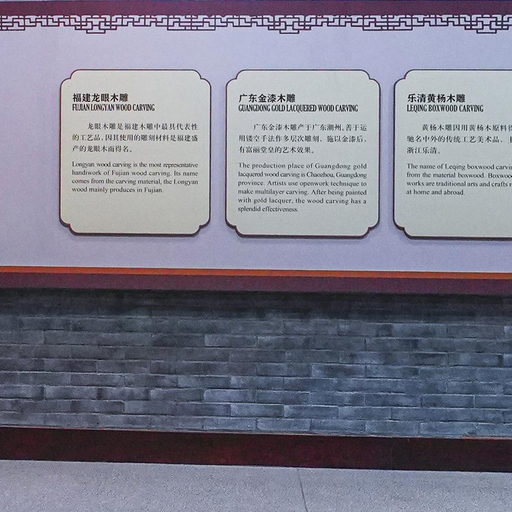 福建龙眼木雕
FUJIAN LONGYAN WOOD CARVING
龙眼木雕是福建木雕中最具代表性
的工艺品，因其使用的雕刻材料是福建盛
产的龙眼木而得名。
Longyan wood carving is the most representative
handiwork of Fujian wood carving. Its name
comes from the carving material, the Longyan
wood mainly produces in Fujian.
广东金漆木雕
GUANGDONG GOLD LACQUERED WOOD CARVING
广东金漆木雕产于广东潮州，善于运
用镂空手法作多层次雕刻，施以金漆后，
有富丽堂皇的艺术效果。
The production place of Guangdong gold
lacquered wood carving is Chaozhou, Guangdong
province. Artists use openwork technique to
make multilayer carving. After being painted
with gold lacquer, the wood carving has a
splendid effectiveness.
乐清黄杨木雕
LEQING BOXWOOD CARVING
黄杨木雕因用黄杨木原料得
驰名中外的传统工艺美术品，
浙江乐清。
The name of Leqing boxwood carving
from the material boxwood. Boxwood
works are traditional arts and crafts
at home and abroad.